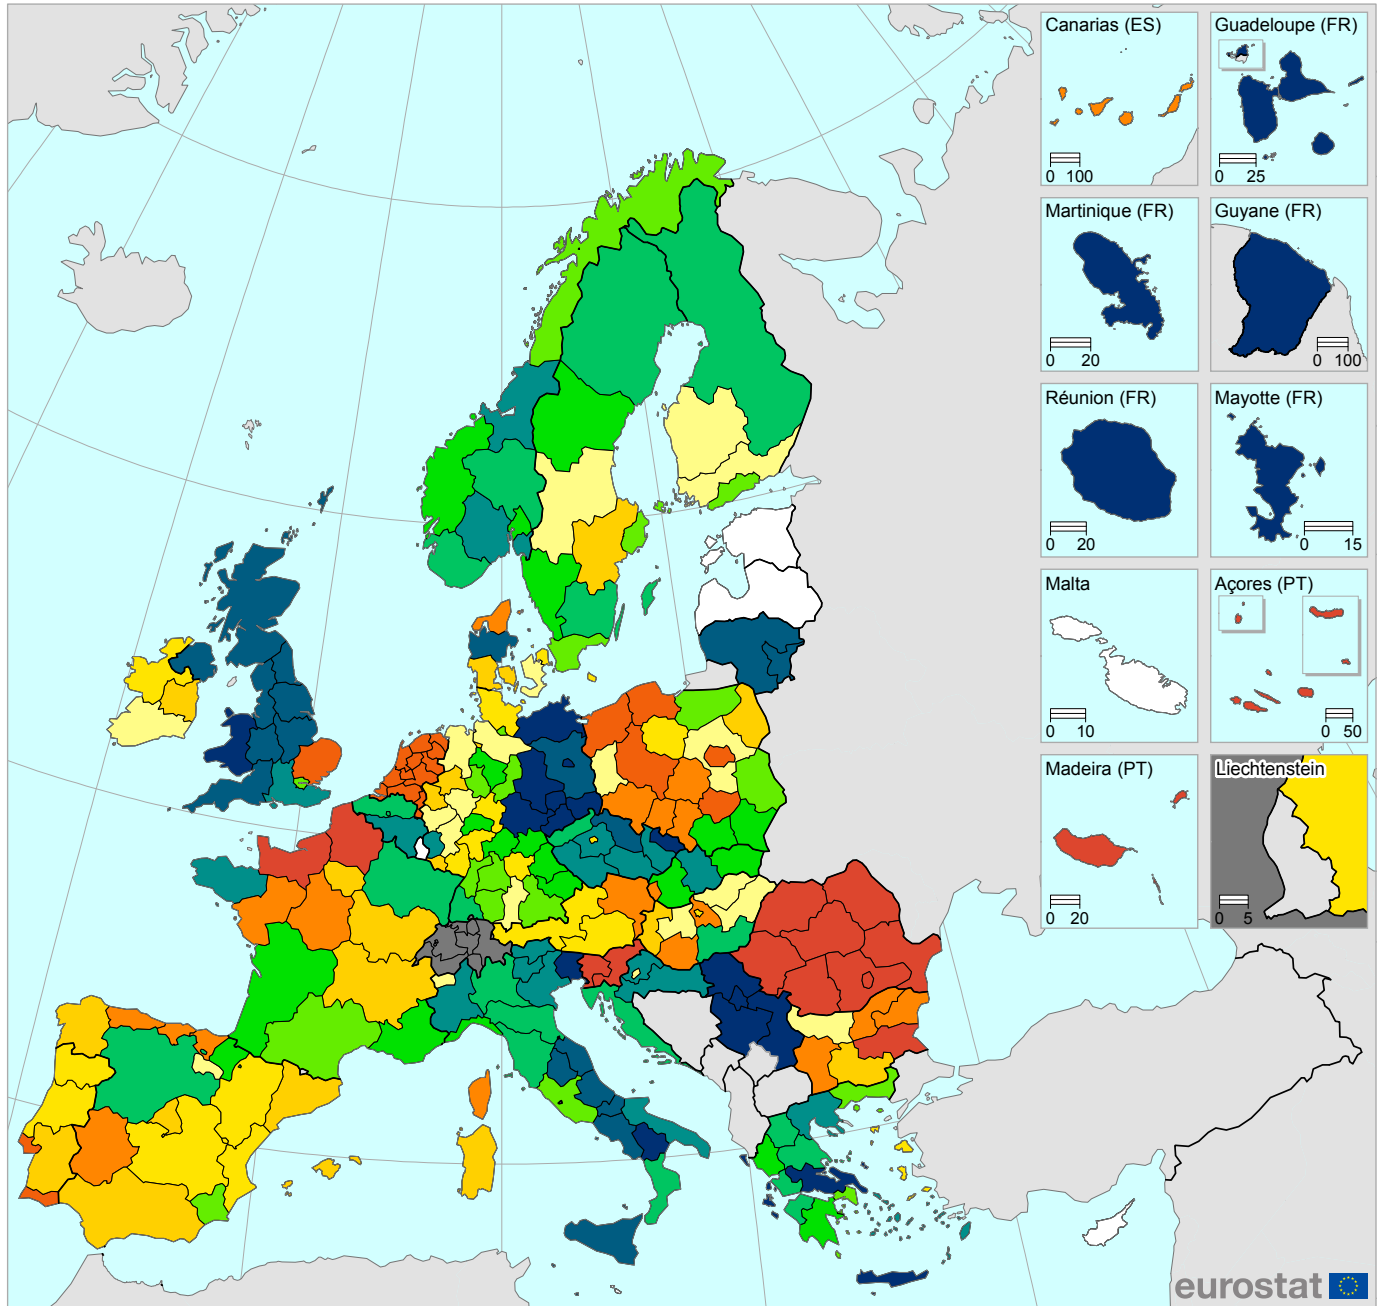 Canarias (ES)
0 100
Guadeloupe (FR)
0 25
Martinique (FR)
0 20
Guyane (FR)
0 100
Réunion (FR)
0 20
Mayotte (FR)
0 15
Malta
0 10
Açores (PT)
0 50
Madeira (PT)
0 20
Liechtenstein
0 5
eurostat